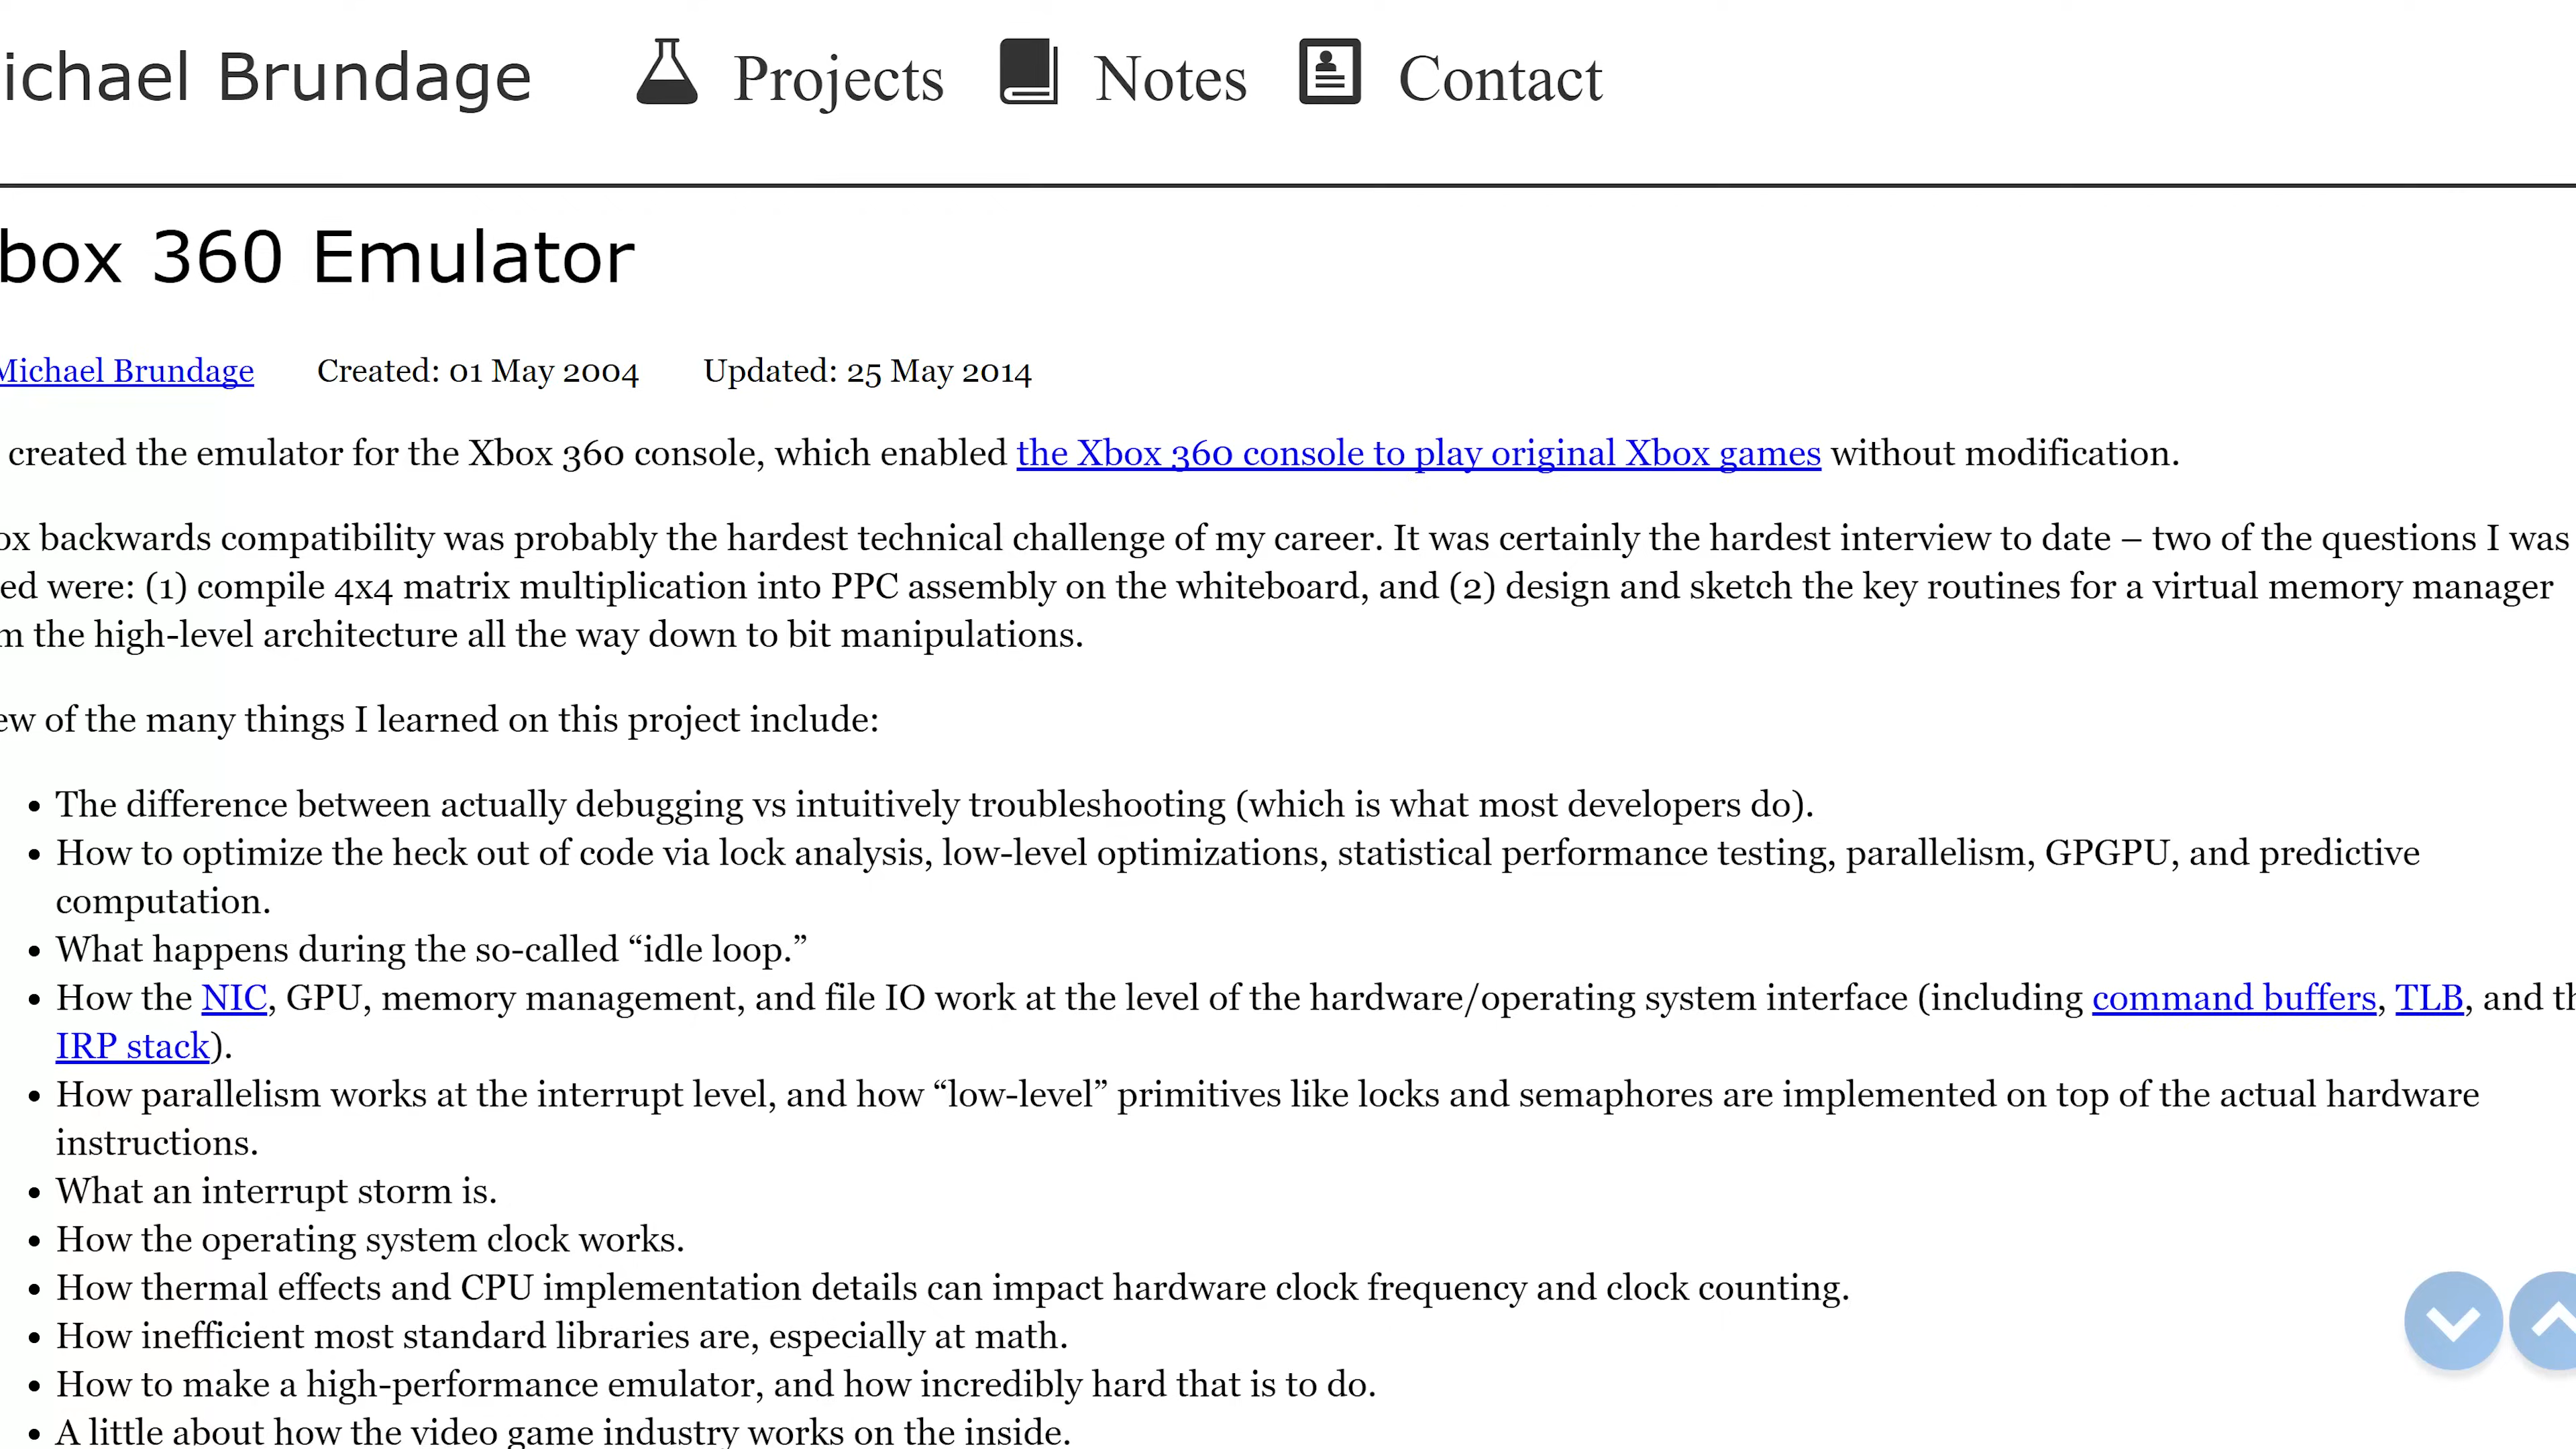 ichael Brundage Projects Notes Contact
box 360 Emulator
Michael Brundage Created: 01 May 2004 Updated: 25 May 2014
created the emulator for the Xbox 360 console, which enabled the Xbox 360 console to play original Xbox games without modification.
ox backwards compatibility was probably the hardest technical challenge of my career. It was certainly the hardest interview to date – two of the questions I was
ed were: (1) compile 4x4 matrix multiplication into PPC assembly on the whiteboard, and (2) design and sketch the key routines for a virtual memory manager
m the high-level architecture all the way down to bit manipulations.
ew of the many things I learned on this project include:
• The difference between actually debugging vs intuitively troubleshooting (which is what most developers do).
• How to optimize the heck out of code via lock analysis, low-level optimizations, statistical performance testing, parallelism, GPGPU, and predictive
computation.
• What happens during the so-called “idle loop.”
• How the NIC, GPU, memory management, and file IO work at the level of the hardware/operating system interface (including command buffers, TLB, and th
IRP stack).
• How parallelism works at the interrupt level, and how “low-level” primitives like locks and semaphores are implemented on top of the actual hardware
instructions.
• What an interrupt storm is.
• How the operating system clock works.
• How thermal effects and CPU implementation details can impact hardware clock frequency and clock counting.
• How inefficient most standard libraries are, especially at math.
• How to make a high-performance emulator, and how incredibly hard that is to do.
• A little about how the video game industry works on the inside.